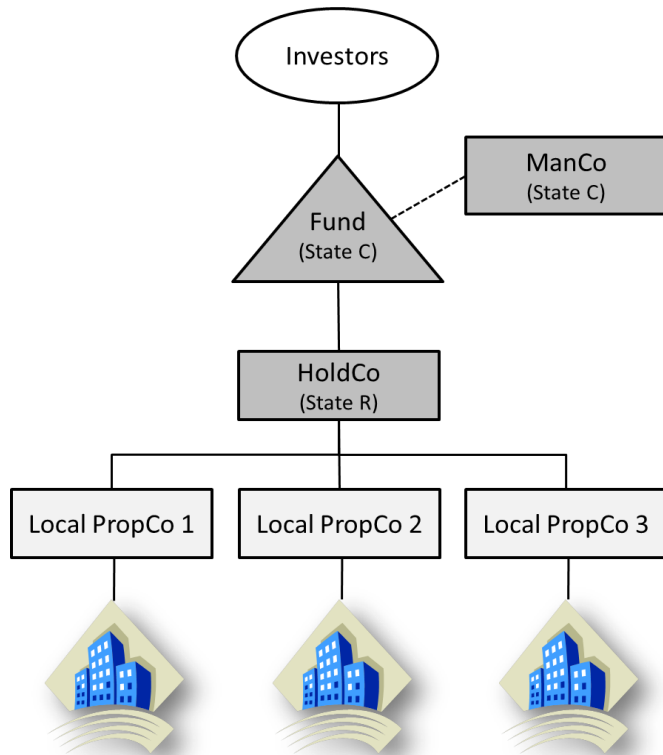 Investors
ManCo
(State C)
Fund
(State C)
HoldCo
(State R)
Local PropCo 1
Local PropCo 2
Local PropCo 3